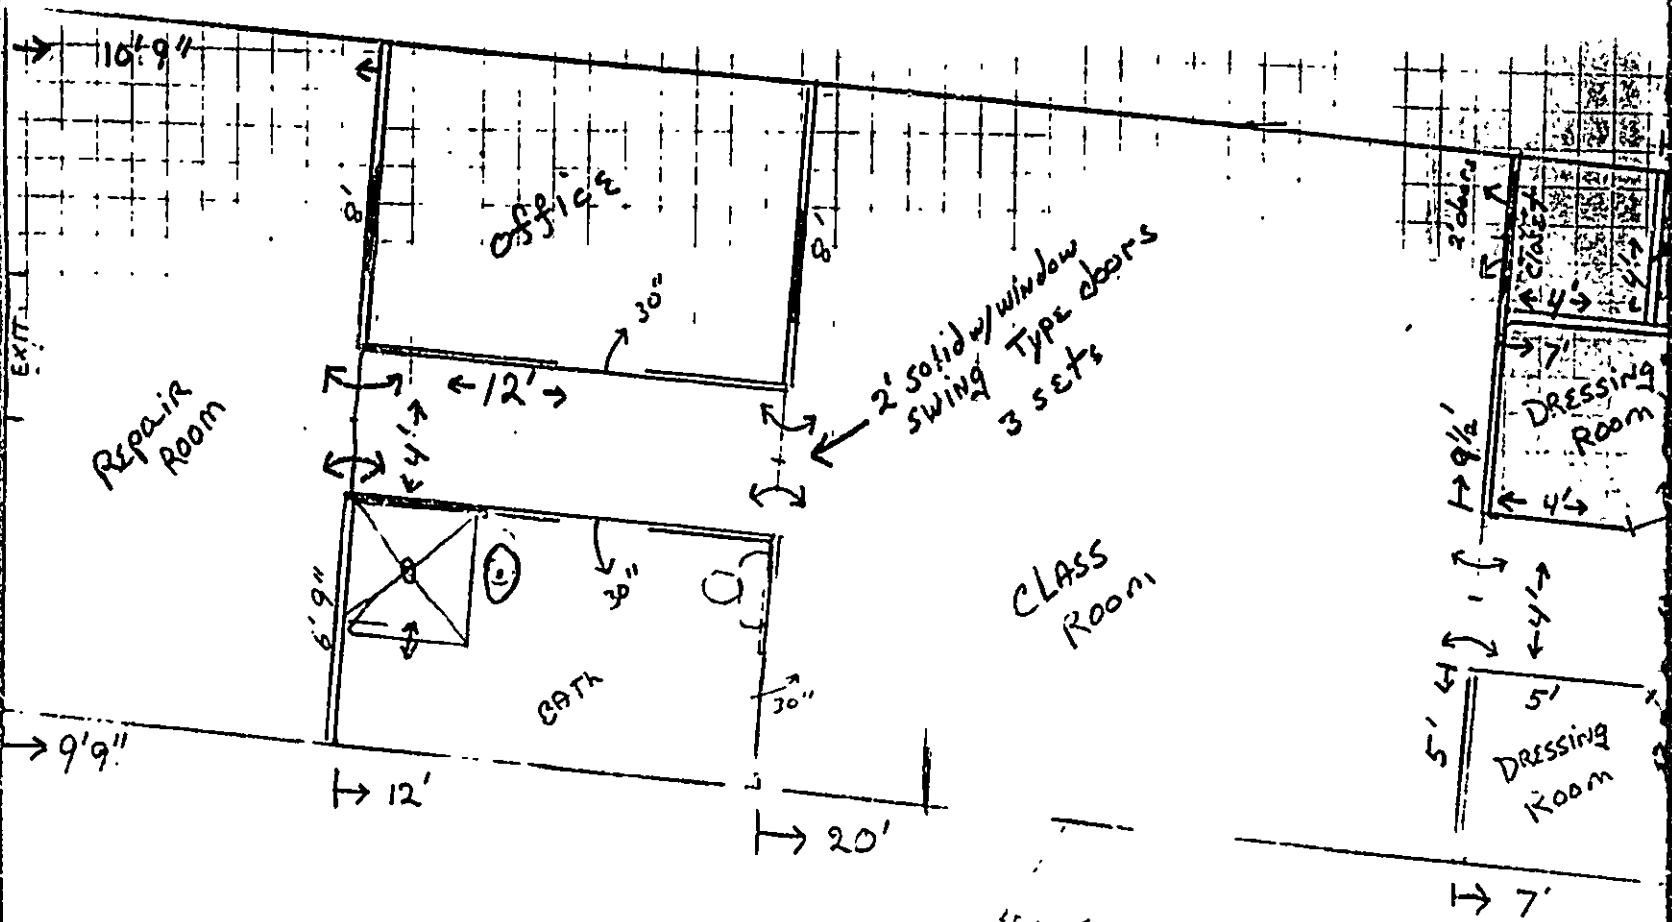 10' 9"
8'
OffiCE
8'
2' doors
CLOSET
4'
4'
30"
EXIT
12'
4'
2' Solid w/window
swing Type doors
3 sets
7'
DRESSING
ROOM
9 1/2'
4'
REpAiR
ROOM
6' 9"
30"
CLASS
ROOM
4'
BATh
30"
5'
5'
DRESSING
ROOM
9' 9"
12'
20'
7'